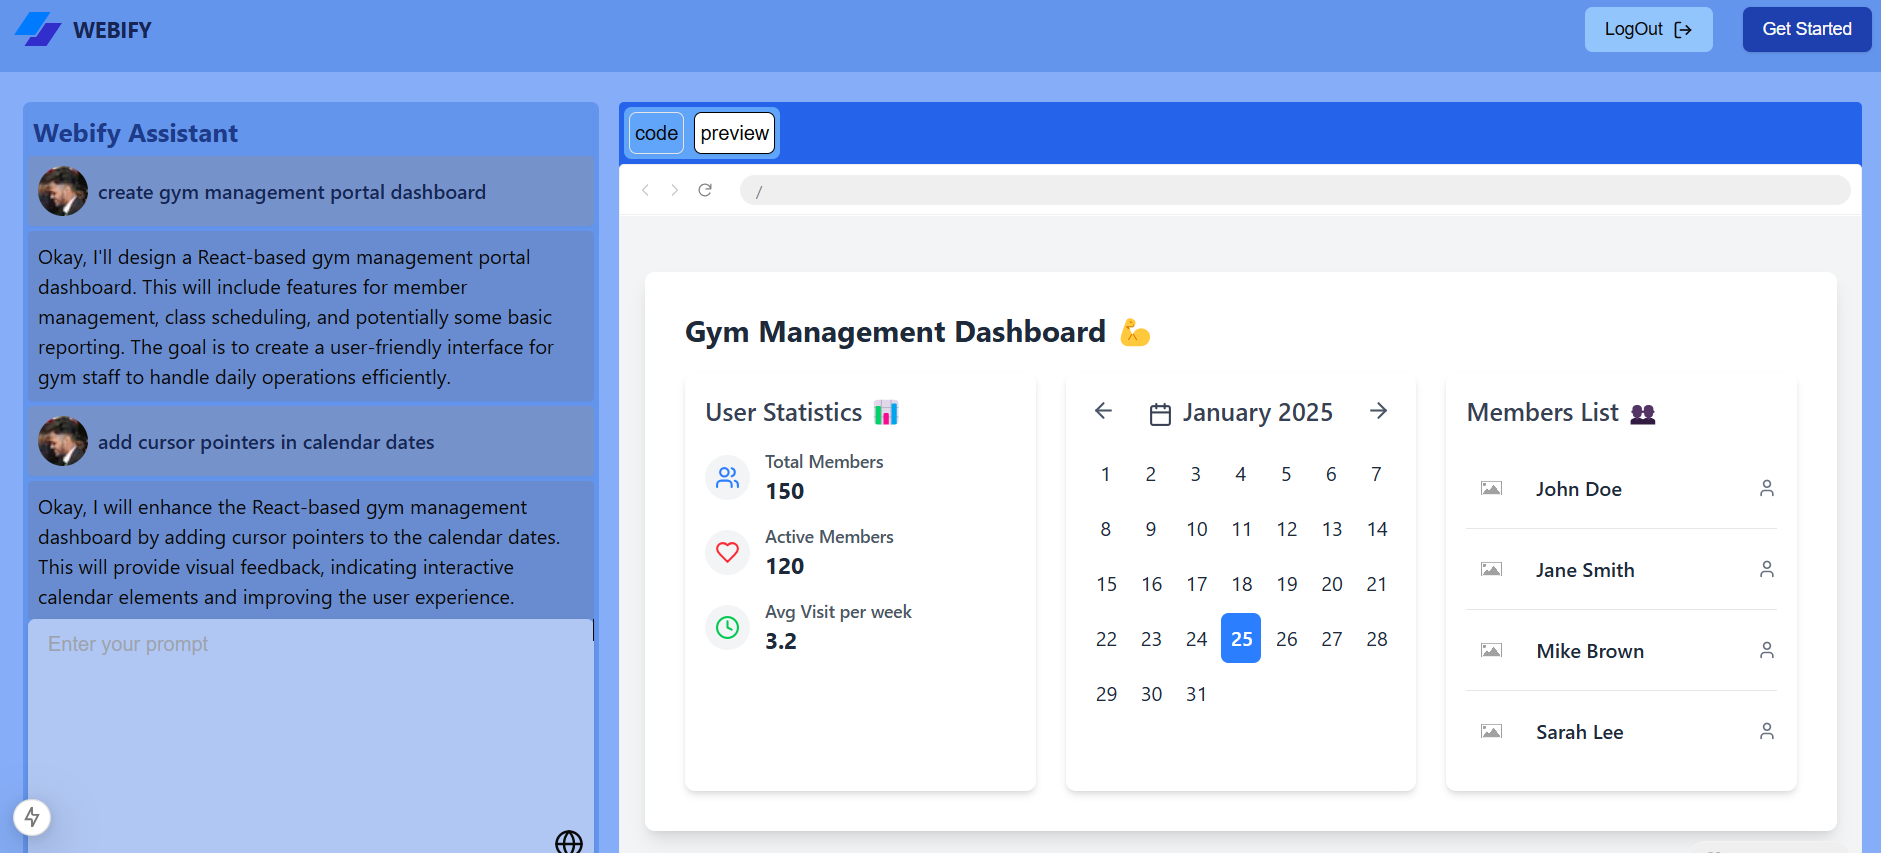 WEBIFY
LogOut
Get Started
Webify Assistant
create gym management portal dashboard
Okay, I'll design a React-based gym management portal
dashboard. This will include features for member
management, class scheduling, and potentially some basic
reporting. The goal is to create a user-friendly interface for
gym staff to handle daily operations efficiently.
add cursor pointers in calendar dates
Okay, I will enhance the React-based gym management
dashboard by adding cursor pointers to the calendar dates.
This will provide visual feedback, indicating interactive
calendar elements and improving the user experience.
Enter your prompt
code preview
/
Gym Management Dashboard 💪
User Statistics 📊
Total Members
150
Active Members
120
Avg Visit per week
3.2
January 2025
1 2 3 4 5 6 7
8 9 10 11 12 13 14
15 16 17 18 19 20 21
22 23 24 25 26 27 28
29 30 31
Members List 👥
John Doe
Jane Smith
Mike Brown
Sarah Lee